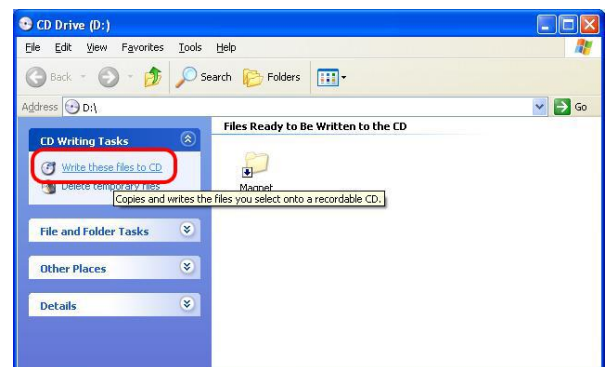 CD Drive (D:)
File Edit View Favorites Tools Help
Back Search Folders
Address D:\ Go
Files Ready to Be Written to the CD
CD Writing Tasks
Write these files to CD
Delete temporary files
Magnet
Copies and writes the files you select onto a recordable CD.
File and Folder Tasks
Other Places
Details